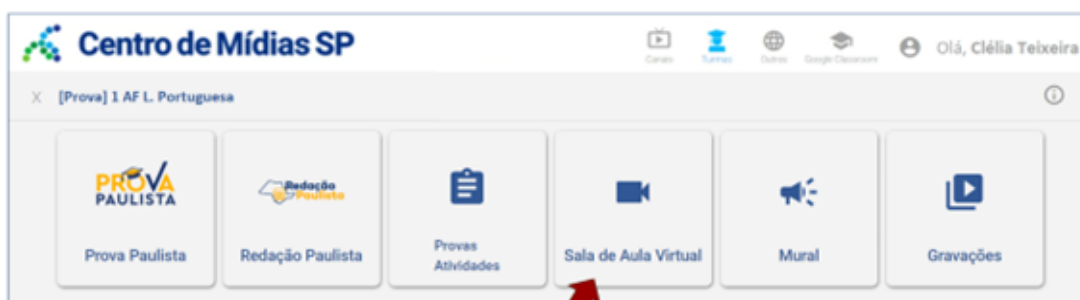 Centro de Mídias SP
Canais
Turmas
Outros
Google Classroom
Olá, Clélia Teixeira
X [Prova] 1 AF L. Portuguesa
PROVA
PAULISTA
Redação
Paulista
Prova Paulista
Redação Paulista
Provas
Atividades
Sala de Aula Virtual
Mural
Gravações